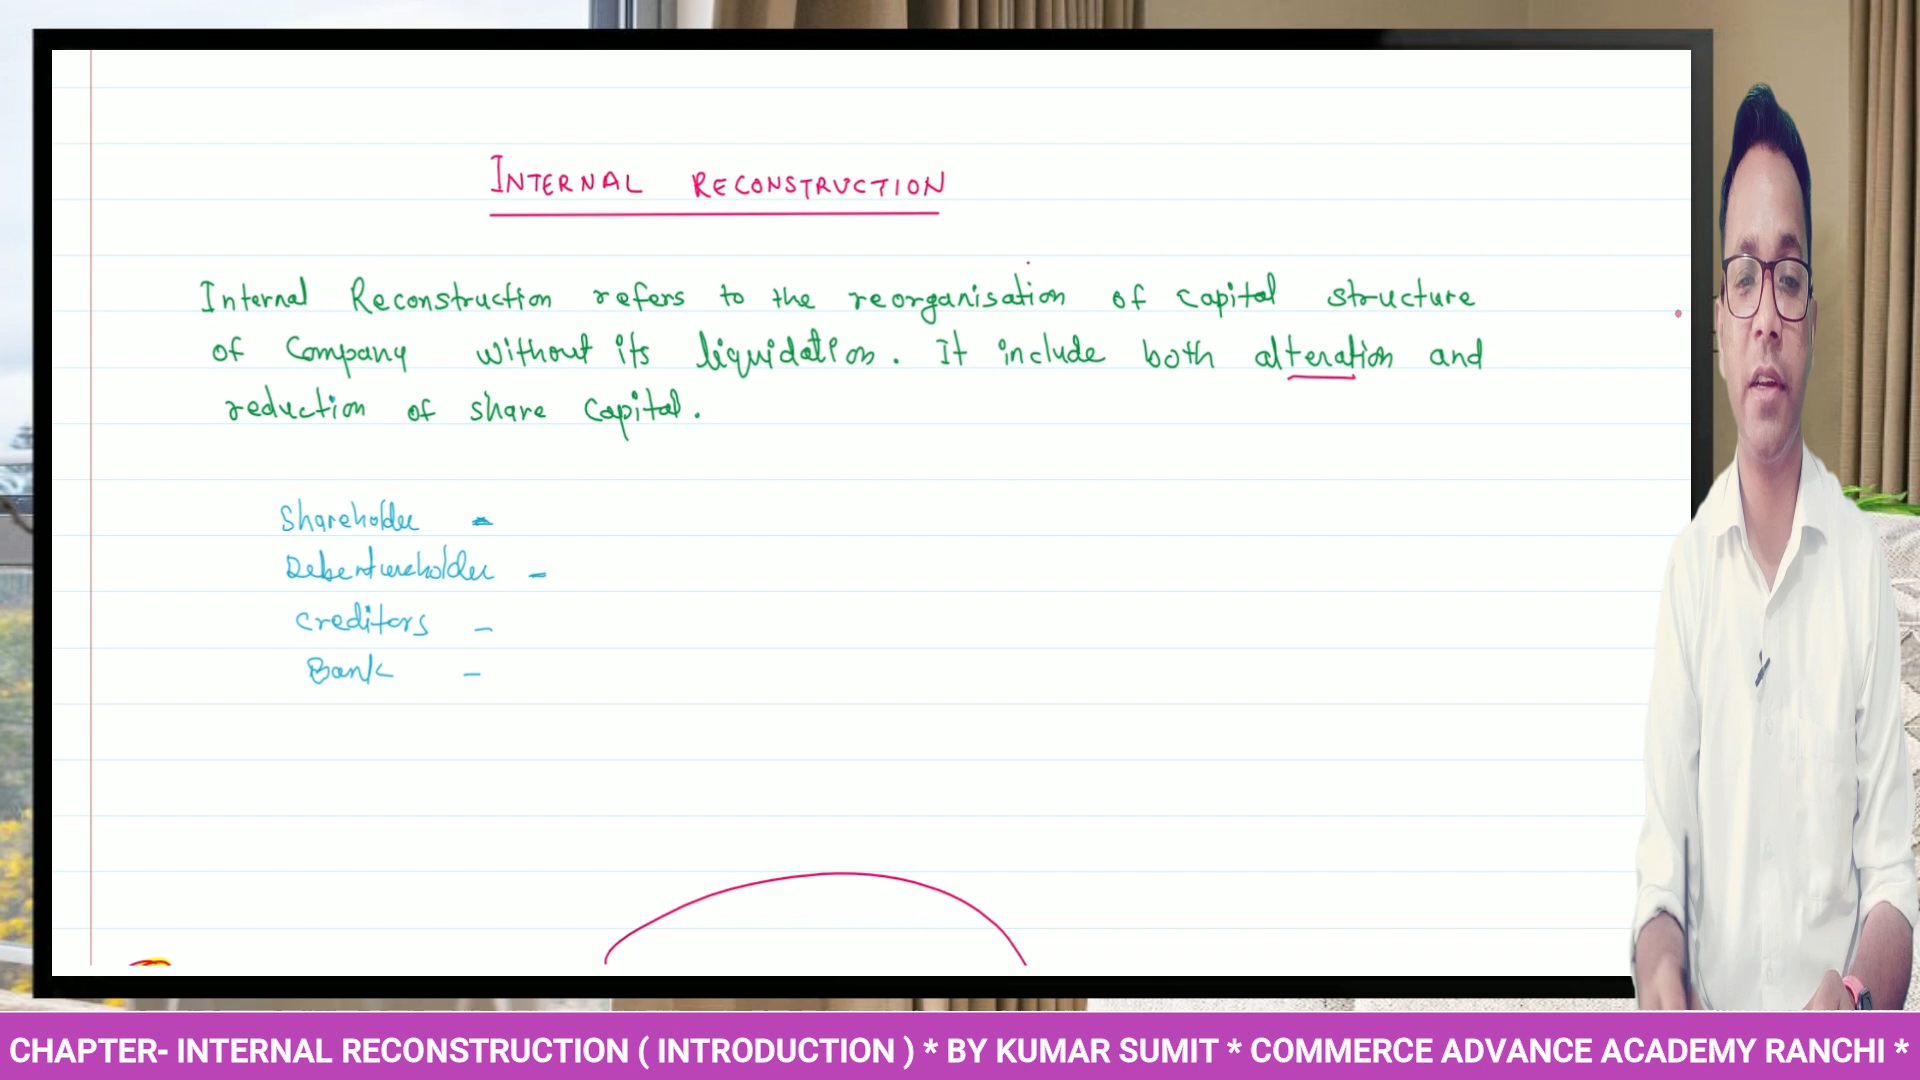 INTERNAL RECONSTRUCTION
Internal Reconstruction refers to the reorganisation of capital structure
of Company without its liquidation. It include both alteration and
reduction of share capital.
Shareholder -
Debentureholder -
Creditors -
Bank -
CHAPTER- INTERNAL RECONSTRUCTION ( INTRODUCTION ) * BY KUMAR SUMIT * COMMERCE ADVANCE ACADEMY RANCHI *